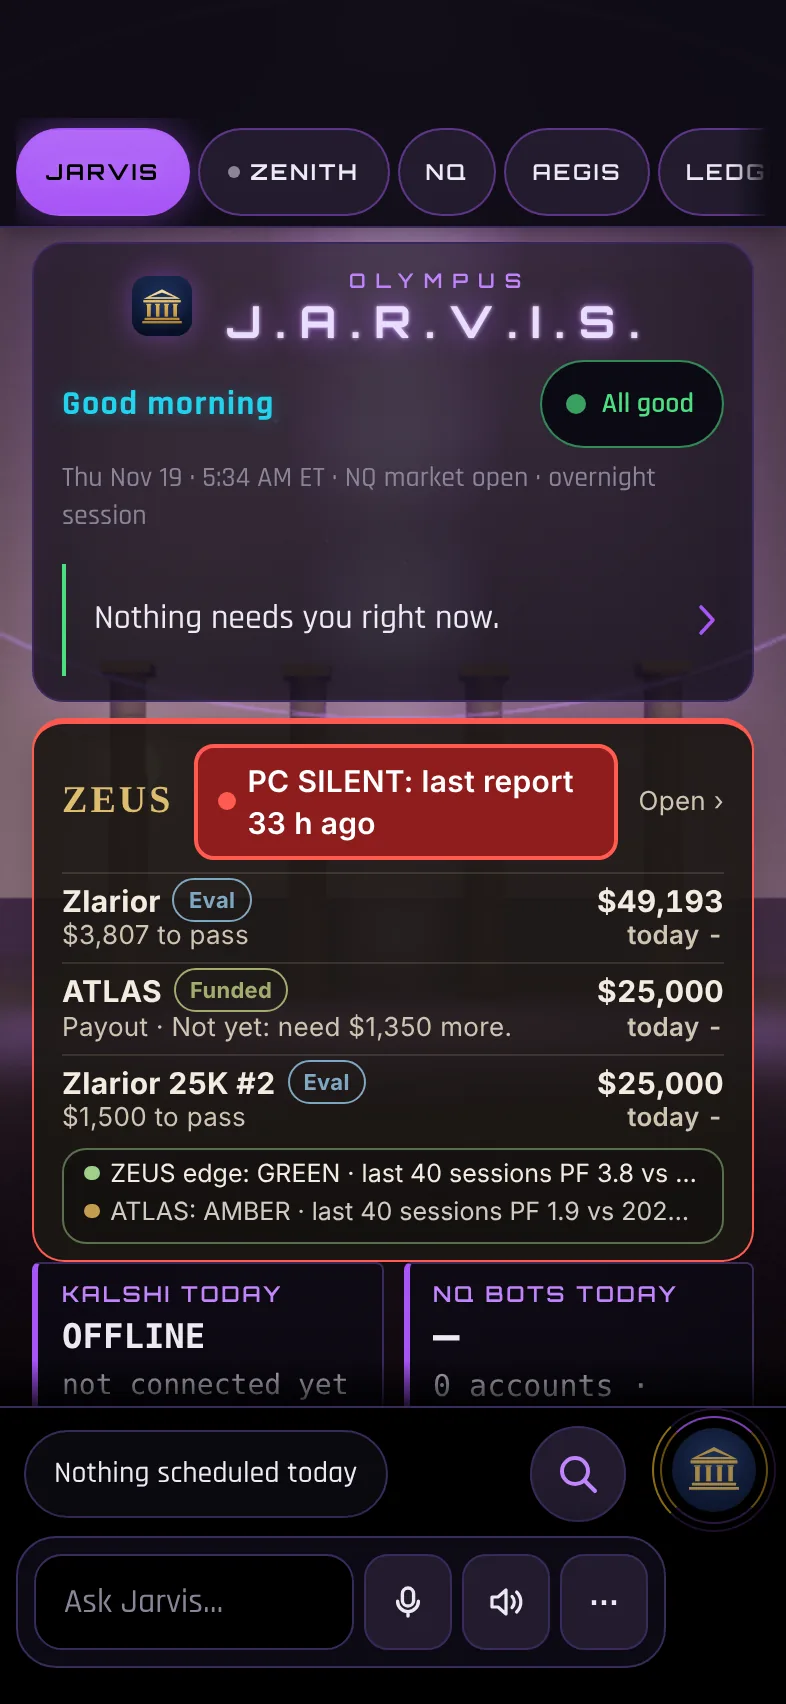 JARVIS
ZENITH
NQ
AEGIS
LEDG
OLYMPUS
J.A.R.V.I.S.
Good morning
All good
Thu Nov 19 · 5:34 AM ET · NQ market open · overnight
session
Nothing needs you right now.
ZEUS
PC SILENT: last report
33 h ago
Open ›
Zlarior Eval $49,193
$3,807 to pass today -
ATLAS Funded $25,000
Payout · Not yet: need $1,350 more. today -
Zlarior 25K #2 Eval $25,000
$1,500 to pass today -
ZEUS edge: GREEN · last 40 sessions PF 3.8 vs ...
ATLAS: AMBER · last 40 sessions PF 1.9 vs 202...
KALSHI TODAY
OFFLINE
not connected yet
NQ BOTS TODAY
—
0 accounts ·
Nothing scheduled today
Ask Jarvis...